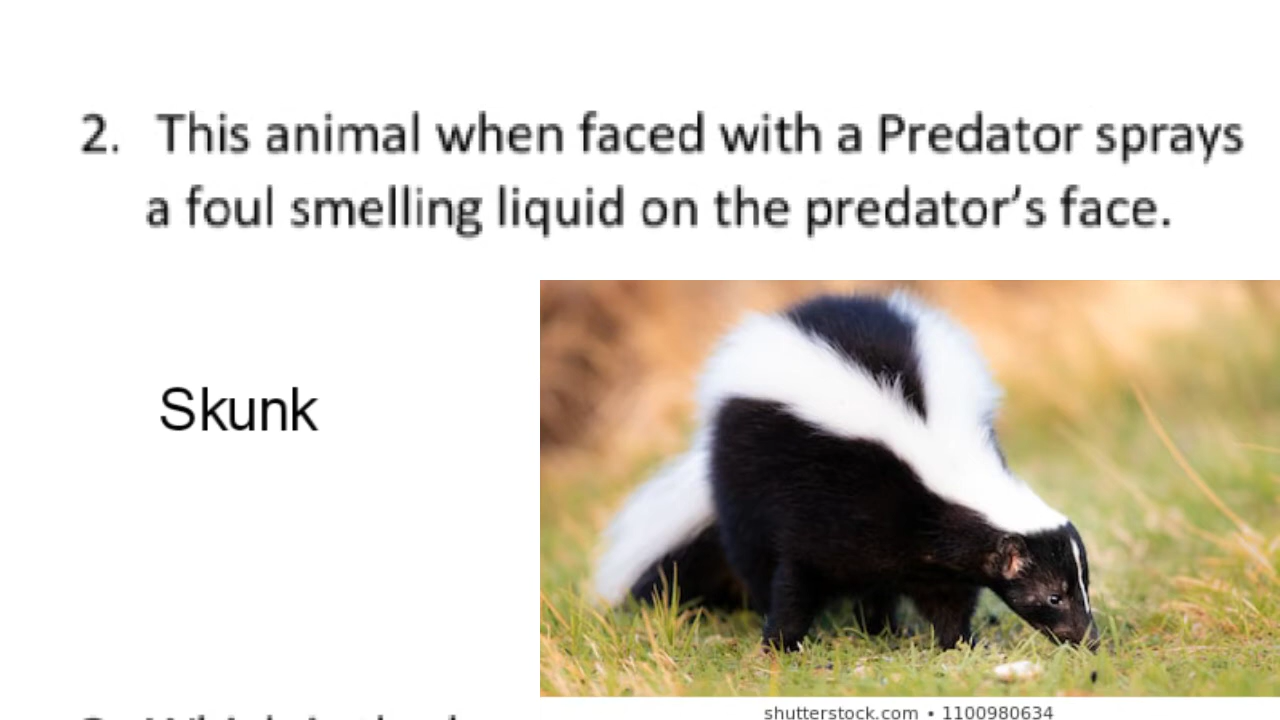 2. This animal when faced with a Predator sprays
a foul smelling liquid on the predator's face.
Skunk
shutterstock.com • 1100980634